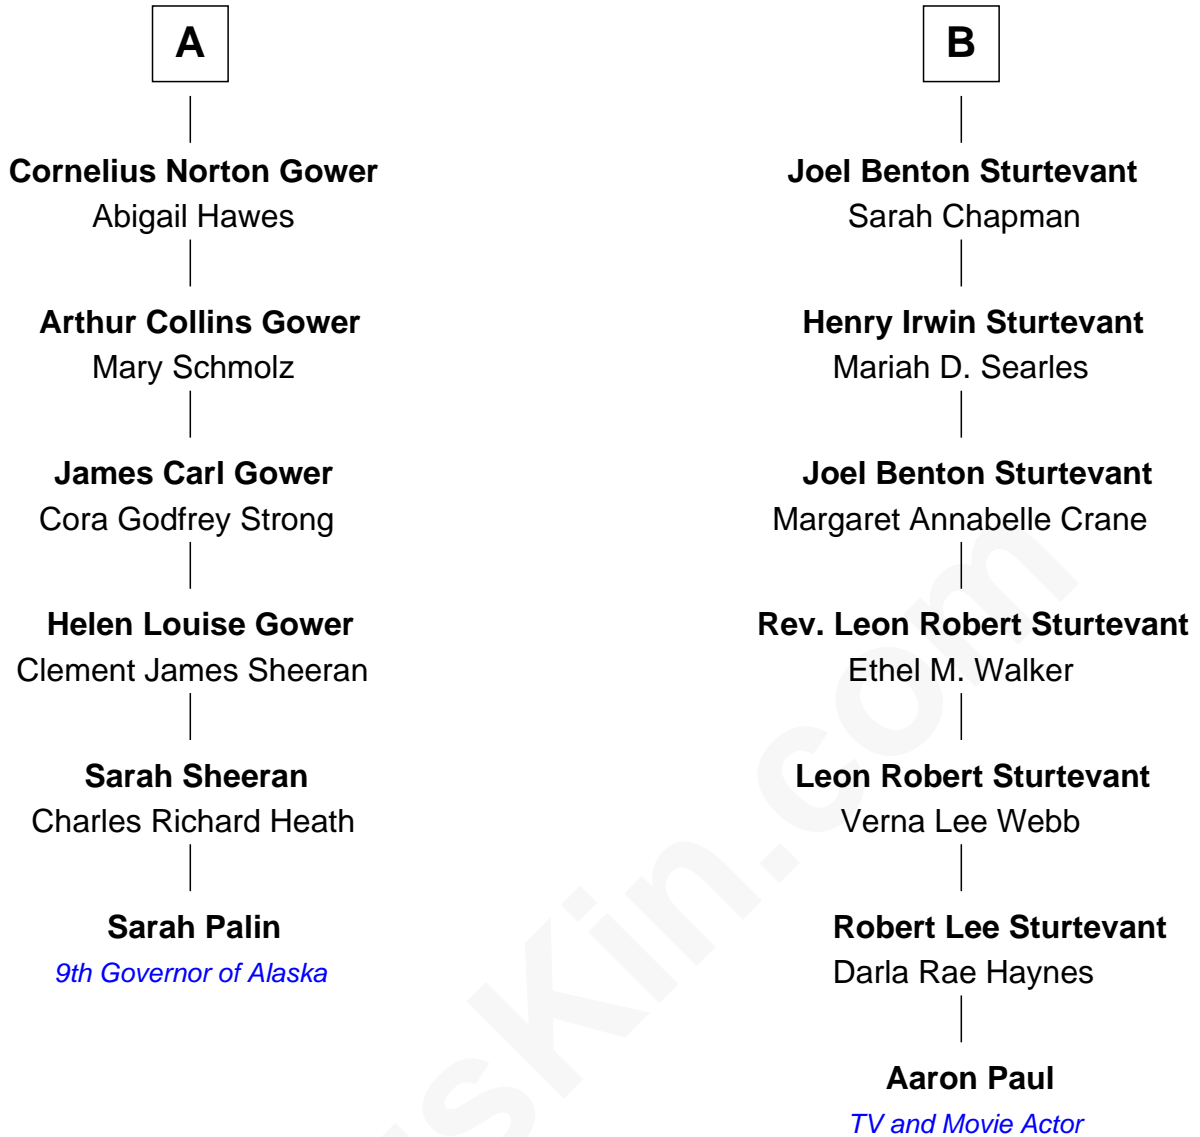 A
Cornelius Norton Gower
Abigail Hawes
Arthur Collins Gower
Mary Schmolz
James Carl Gower
Cora Godfrey Strong
Helen Louise Gower
Clement James Sheeran
Sarah Sheeran
Charles Richard Heath
Sarah Palin
9th Governor of Alaska
B
Joel Benton Sturtevant
Sarah Chapman
Henry Irwin Sturtevant
Mariah D. Searles
Joel Benton Sturtevant
Margaret Annabelle Crane
Rev. Leon Robert Sturtevant
Ethel M. Walker
Leon Robert Sturtevant
Verna Lee Webb
Robert Lee Sturtevant
Darla Rae Haynes
Aaron Paul
TV and Movie Actor